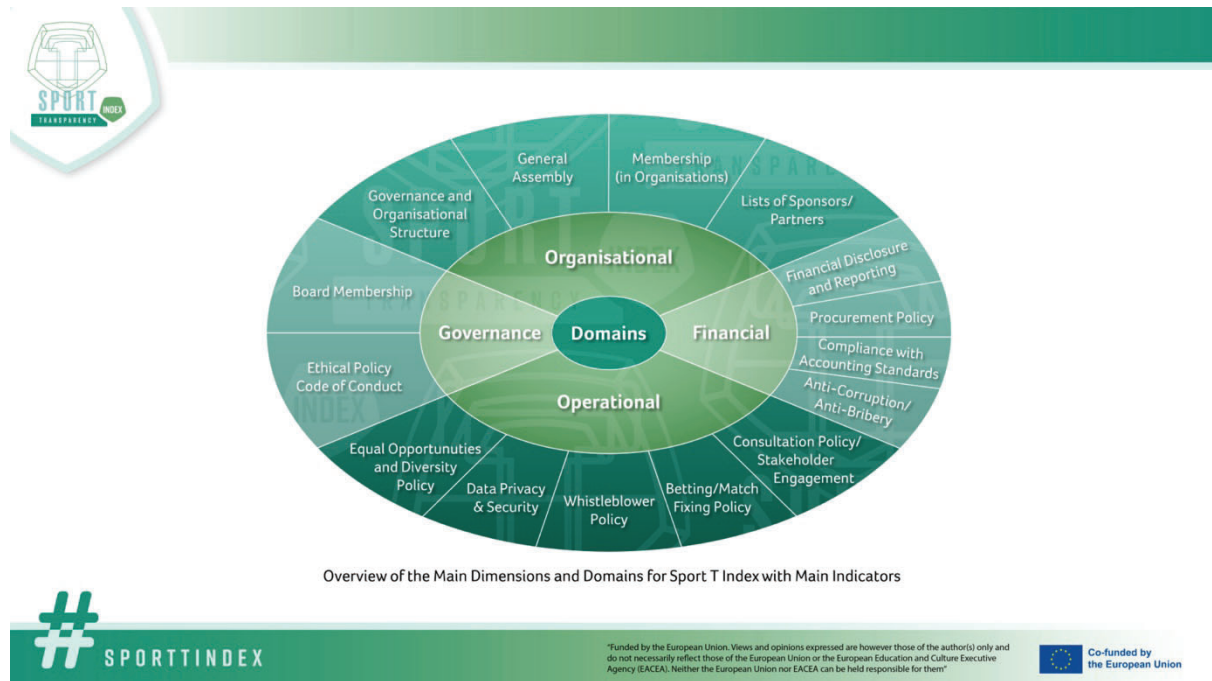 SPORT
INDEX
TRANSPARENCY
General
Assembly
Membership
(in Organisations)
Governance and
Organisational
Structure
Lists of Sponsors/
Partners
Organisational
Financial Disclosure
and Reporting
Board Membership
Procurement Policy
Governance
Domains
Financial
Compliance with
Accounting Standards
Ethical Policy
Code of Conduct
Anti-Corruption/
Anti-Bribery
Operational
Equal Opportunuties
and Diversity
Policy
Data Privacy
& Security
Whistleblower
Policy
Betting/Match
Fixing Policy
Consultation Policy/
Stakeholder
Engagement
Overview of the Main Dimensions and Domains for Sport T Index with Main Indicators
#
SPORTTINDEX
"Funded by the European Union. Views and opinions expressed are however those of the author(s) only and
do not necessarily reflect those of the European Union or the European Education and Culture Executive
Agency (EACEA). Neither the European Union nor EACEA can be held responsible for them"
Co-funded by
the European Union